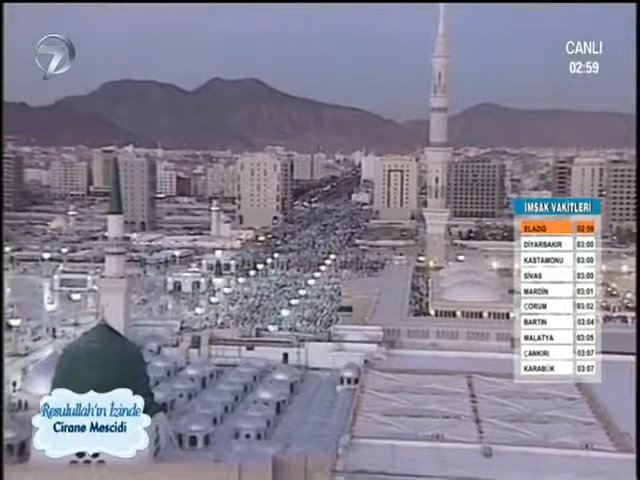 7
CANLI
02:59
İMSAK VAKİTLERİ
ELAZIĞ 02:59
DİYARBAKIR 03:00
KASTAMONU 03:00
SİVAS 03:00
MARDİN 03:01
ÇORUM 03:02
BARTIN 03:04
MALATYA 03:05
ÇANKIRI 03:07
KARABÜK 03:07
Resulullah'ın İzinde
Cirane Mescidi